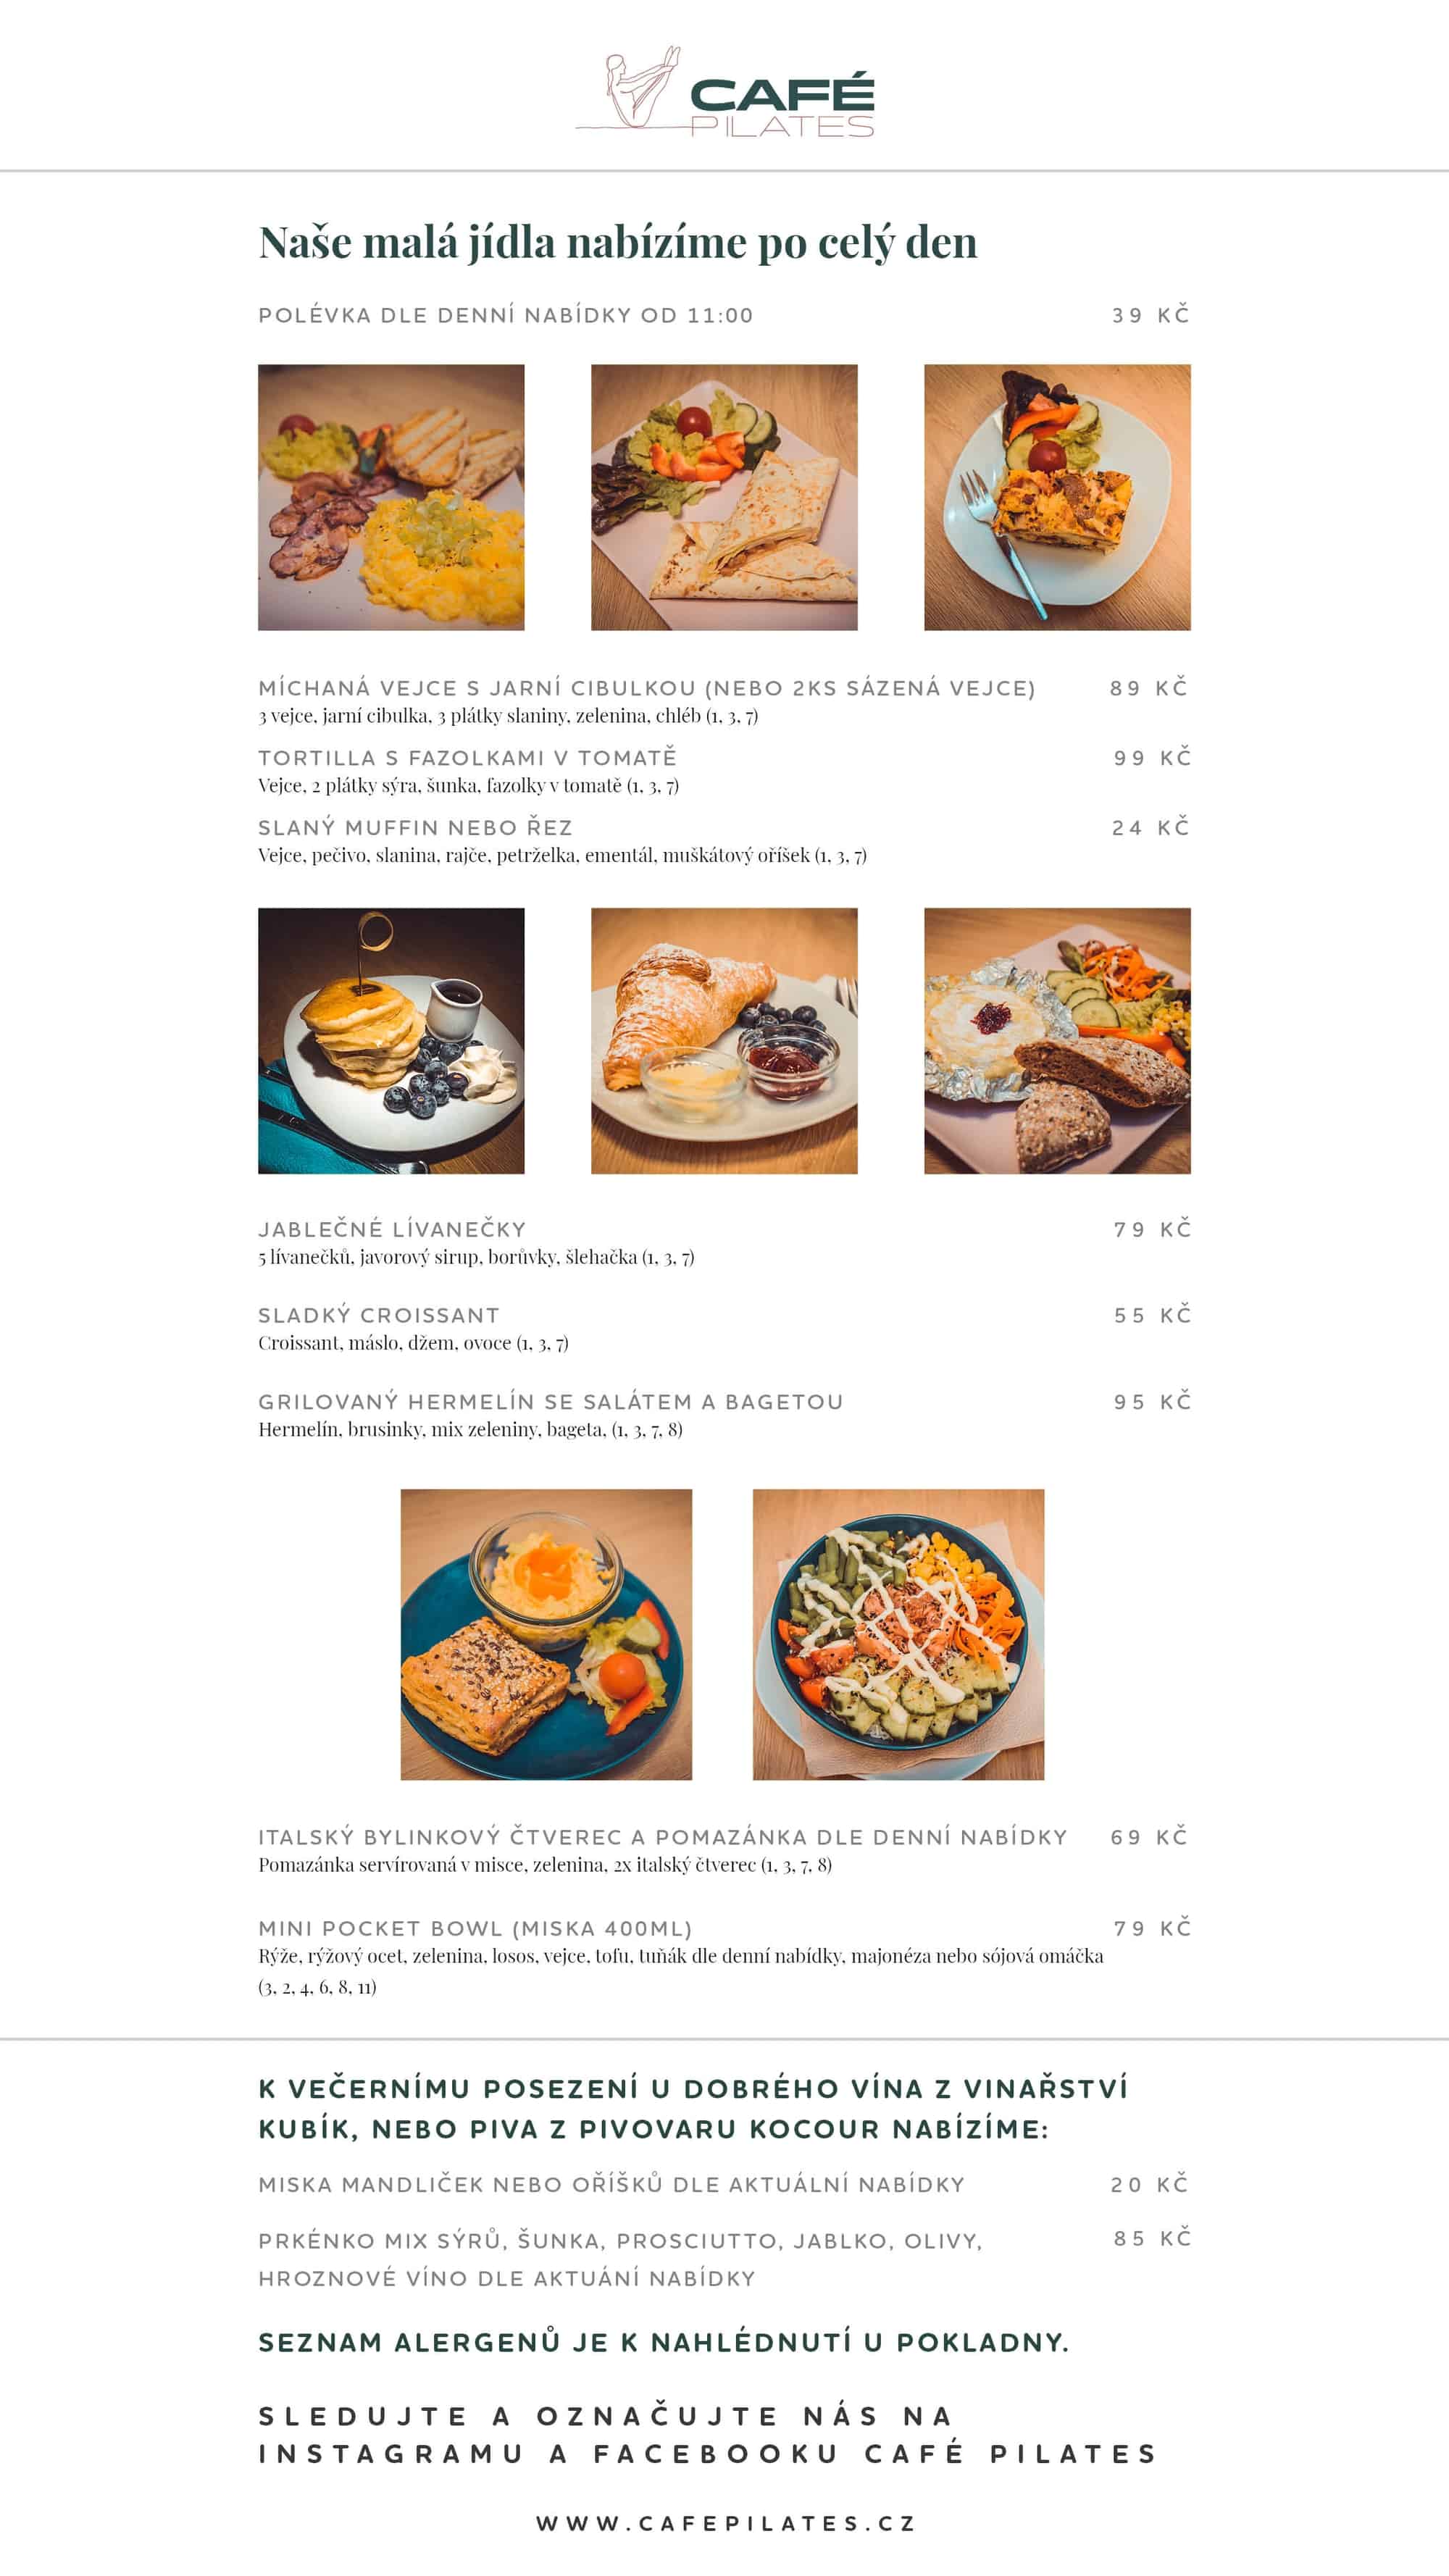 CAFÉ
PILATES
Naše malá jídla nabízíme po celý den
POLÉVKA DLE DENNÍ NABÍDKY OD 11:00 39 KČ
MÍCHANÁ VEJCE S JARNÍ CIBULKOU (NEBO 2KS SÁZENÁ VEJCE) 89 KČ
3 vejce, jarní cibulka, 3 plátky slaniny, zelenina, chléb (1, 3, 7)
TORTILLA S FAZOLKAMI V TOMATĚ 99 KČ
Vejce, 2 plátky sýra, šunka, fazolky v tomatě (1, 3, 7)
SLANÝ MUFFIN NEBO ŘEZ 24 KČ
Vejce, pečivo, slanina, rajče, petrželka, ementál, muškátový oříšek (1, 3, 7)
JABLEČNÉ LÍVANEČKY 79 KČ
5 lívanečků, javorový sirup, borůvky, šlehačka (1, 3, 7)
SLADKÝ CROISSANT 55 KČ
Croissant, máslo, džem, ovoce (1, 3, 7)
GRILOVANÝ HERMELÍN SE SALÁTEM A BAGETOU 95 KČ
Hermelín, brusinky, mix zeleniny, bageta, (1, 3, 7, 8)
ITALSKÝ BYLINKOVÝ ČTVEREC A POMAZÁNKA DLE DENNÍ NABÍDKY 69 KČ
Pomazánka servírovaná v misce, zelenina, 2x italský čtverec (1, 3, 7, 8)
MINI POCKET BOWL (MISKA 400ML) 79 KČ
Rýže, rýžový ocet, zelenina, losos, vejce, tofu, tuňák dle denní nabídky, majonéza nebo sójová omáčka
(3, 2, 4, 6, 8, 11)
K VEČERNÍMU POSEZENÍ U DOBRÉHO VÍNA Z VINAŘSTVÍ
KUBÍK, NEBO PIVA Z PIVOVARU KOCOUR NABÍZÍME:
MISKA MANDLIČEK NEBO OŘÍŠKŮ DLE AKTUÁLNÍ NABÍDKY 20 KČ
PRKÉNKO MIX SÝRŮ, ŠUNKA, PROSCIUTTO, JABLKO, OLIVY, 85 KČ
HROZNOVÉ VÍNO DLE AKTUÁNÍ NABÍDKY
SEZNAM ALERGENŮ JE K NAHLÉDNUTÍ U POKLADNY.
SLEDUJTE A OZNAČUJTE NÁS NA
INSTAGRAMU A FACEBOOKU CAFÉ PILATES
WWW.CAFEPILATES.CZ